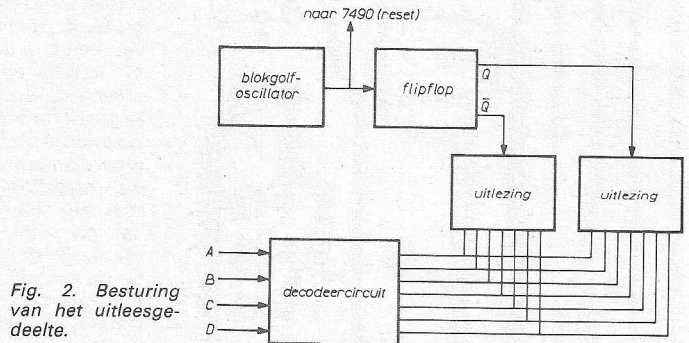 naar 7490 (reset)
blokgolf-
oscillator
flipflop
Q
Q̅
uitlezing
uitlezing
A
B
C
D
decodeercircuit
Fig. 2. Besturing
van het uitleesge-
deelte.